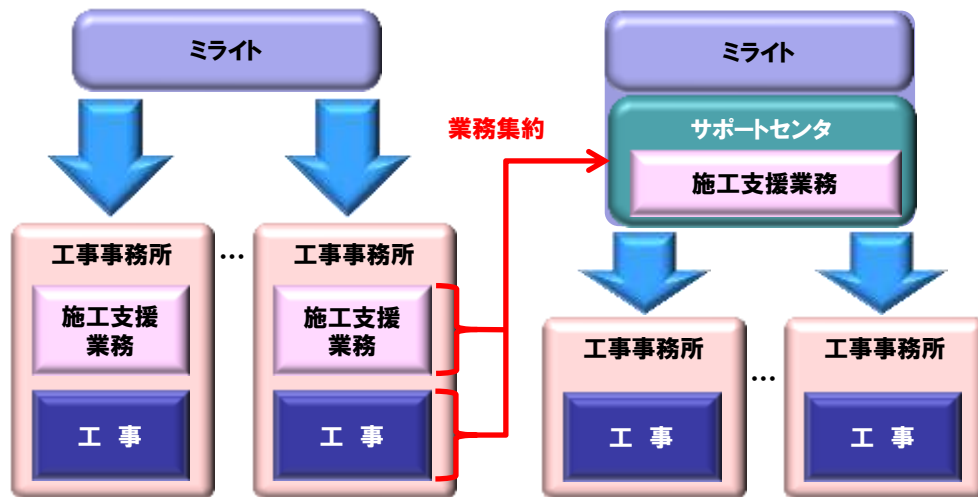 ミライト
工事事務所
施工支援
業務
工 事
…
工事事務所
施工支援
業務
工 事
業務集約
ミライト
サポートセンタ
施工支援業務
工事事務所
工 事
…
工事事務所
工 事